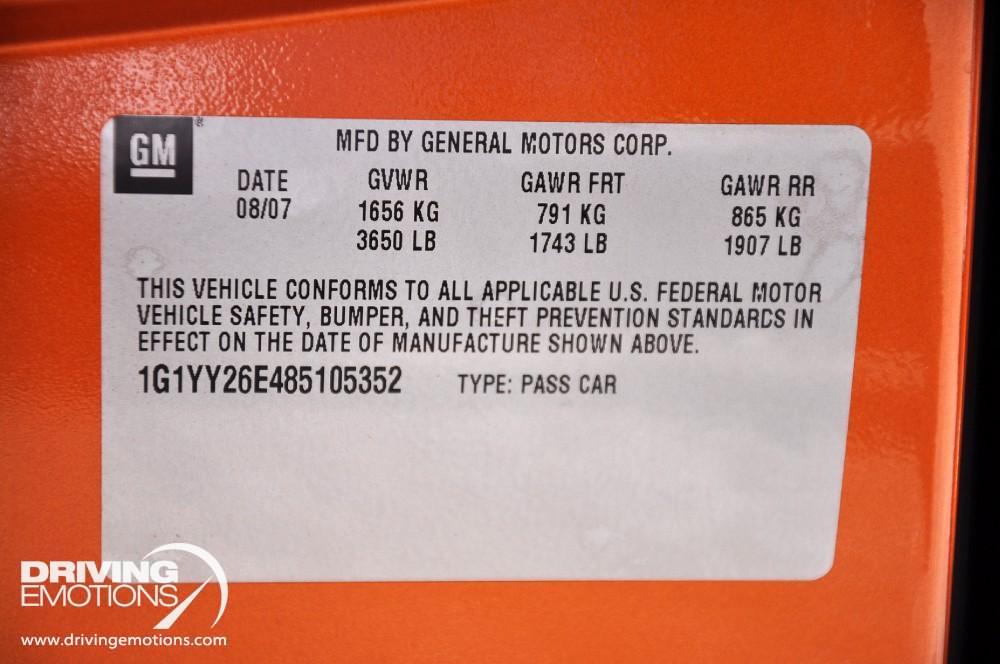 GM
MFD BY GENERAL MOTORS CORP.
DATE GVWR GAWR FRT GAWR RR
08/07 1656 KG 791 KG 865 KG
3650 LB 1743 LB 1907 LB
THIS VEHICLE CONFORMS TO ALL APPLICABLE U.S. FEDERAL MOTOR
VEHICLE SAFETY, BUMPER, AND THEFT PREVENTION STANDARDS IN
EFFECT ON THE DATE OF MANUFACTURE SHOWN ABOVE.
1G1YY26E485105352 TYPE: PASS CAR
DRIVING
EMOTIONS
www.drivingemotions.com